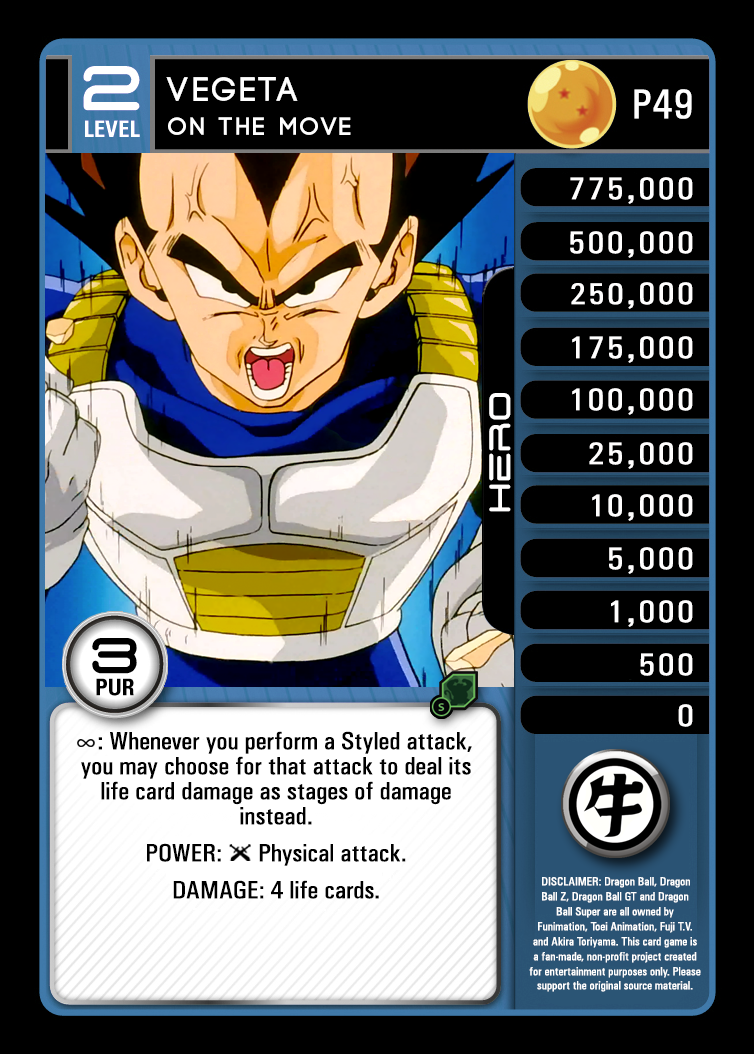 2
LEVEL
VEGETA
ON THE MOVE
P49
775,000
500,000
250,000
175,000
100,000
25,000
10,000
5,000
1,000
500
0
HERO
3
PUR
S
∞: Whenever you perform a Styled attack,
you may choose for that attack to deal its
life card damage as stages of damage
instead.
POWER: Physical attack.
DAMAGE: 4 life cards.
牛
DISCLAIMER: Dragon Ball, Dragon
Ball Z, Dragon Ball GT and Dragon
Ball Super are all owned by
Funimation, Toei Animation, Fuji T.V.
and Akira Toriyama. This card game is
a fan-made, non-profit project created
for entertainment purposes only. Please
support the original source material.